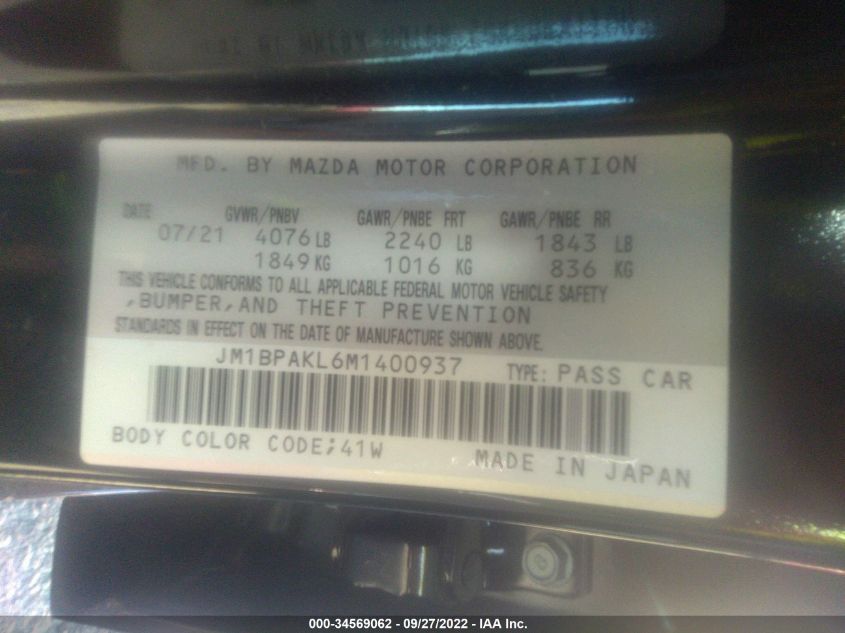 MFD. BY MAZDA MOTOR CORPORATION
DATE GVWR/PNBV GAWR/PNBE FRT GAWR/PNBE RR
07/21 4076 LB 2240 LB 1843 LB
1849 KG 1016 KG 836 KG
THIS VEHICLE CONFORMS TO ALL APPLICABLE FEDERAL MOTOR VEHICLE SAFETY
,BUMPER,AND THEFT PREVENTION
STANDARDS IN EFFECT ON THE DATE OF MANUFACTURE SHOWN ABOVE.
JM1BPAKL6M1400937 TYPE: PASS CAR
BODY COLOR CODE;41W MADE IN JAPAN
000-34569062 - 09/27/2022 - IAA Inc.